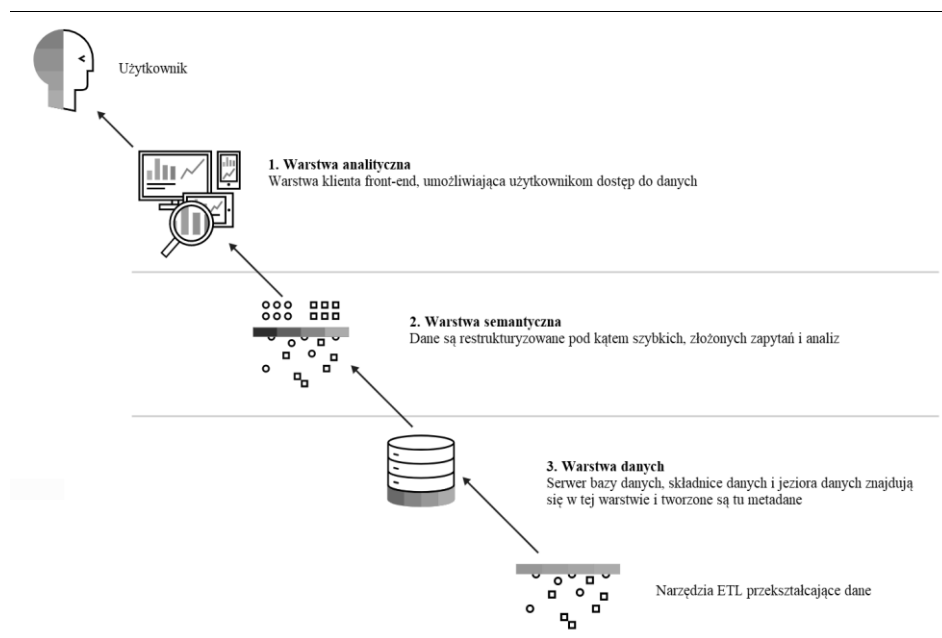 Użytkownik
1. Warstwa analityczna
Warstwa klienta front-end, umożliwiająca użytkownikom dostęp do danych
2. Warstwa semantyczna
Dane są restrukturyzowane pod kątem szybkich, złożonych zapytań i analiz
3. Warstwa danych
Serwer bazy danych, składnice danych i jeziora danych znajdują
się w tej warstwie i tworzone są tu metadane
Narzędzia ETL przekształcające dane